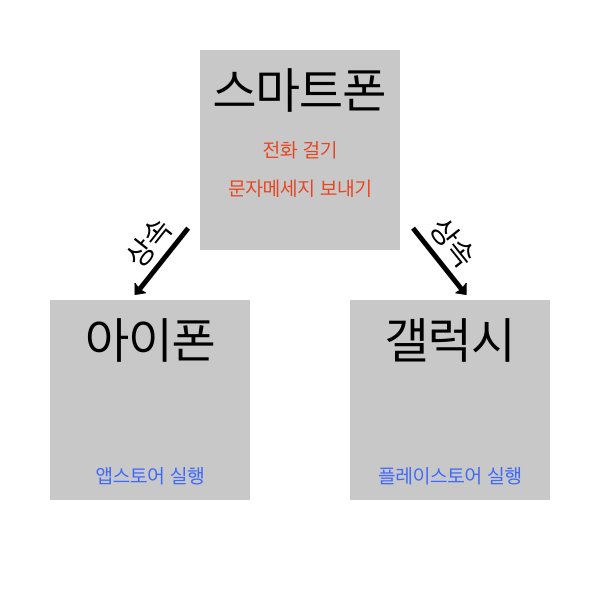 스마트폰
전화 걸기
문자메세지 보내기
상속
상속
아이폰
갤럭시
앱스토어 실행
플레이스토어 실행